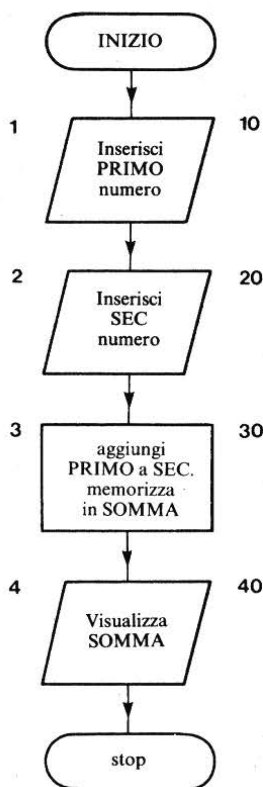 INIZIO
1
10
Inserisci
PRIMO
numero
2
20
Inserisci
SEC
numero
3
30
aggiungi
PRIMO a SEC.
memorizza
in SOMMA
4
40
Visualizza
SOMMA
stop